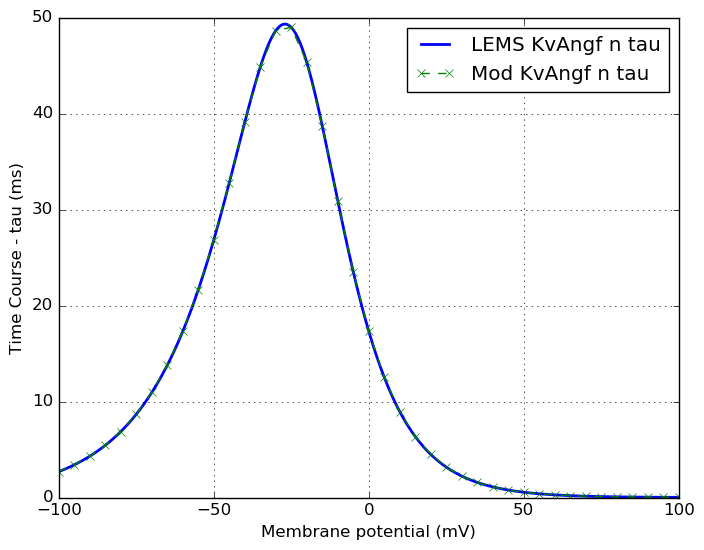 50
40
30
20
10
0
−100
−50
0
50
100
Time Course - tau (ms)
Membrane potential (mV)
LEMS KvAngf n tau
Mod KvAngf n tau